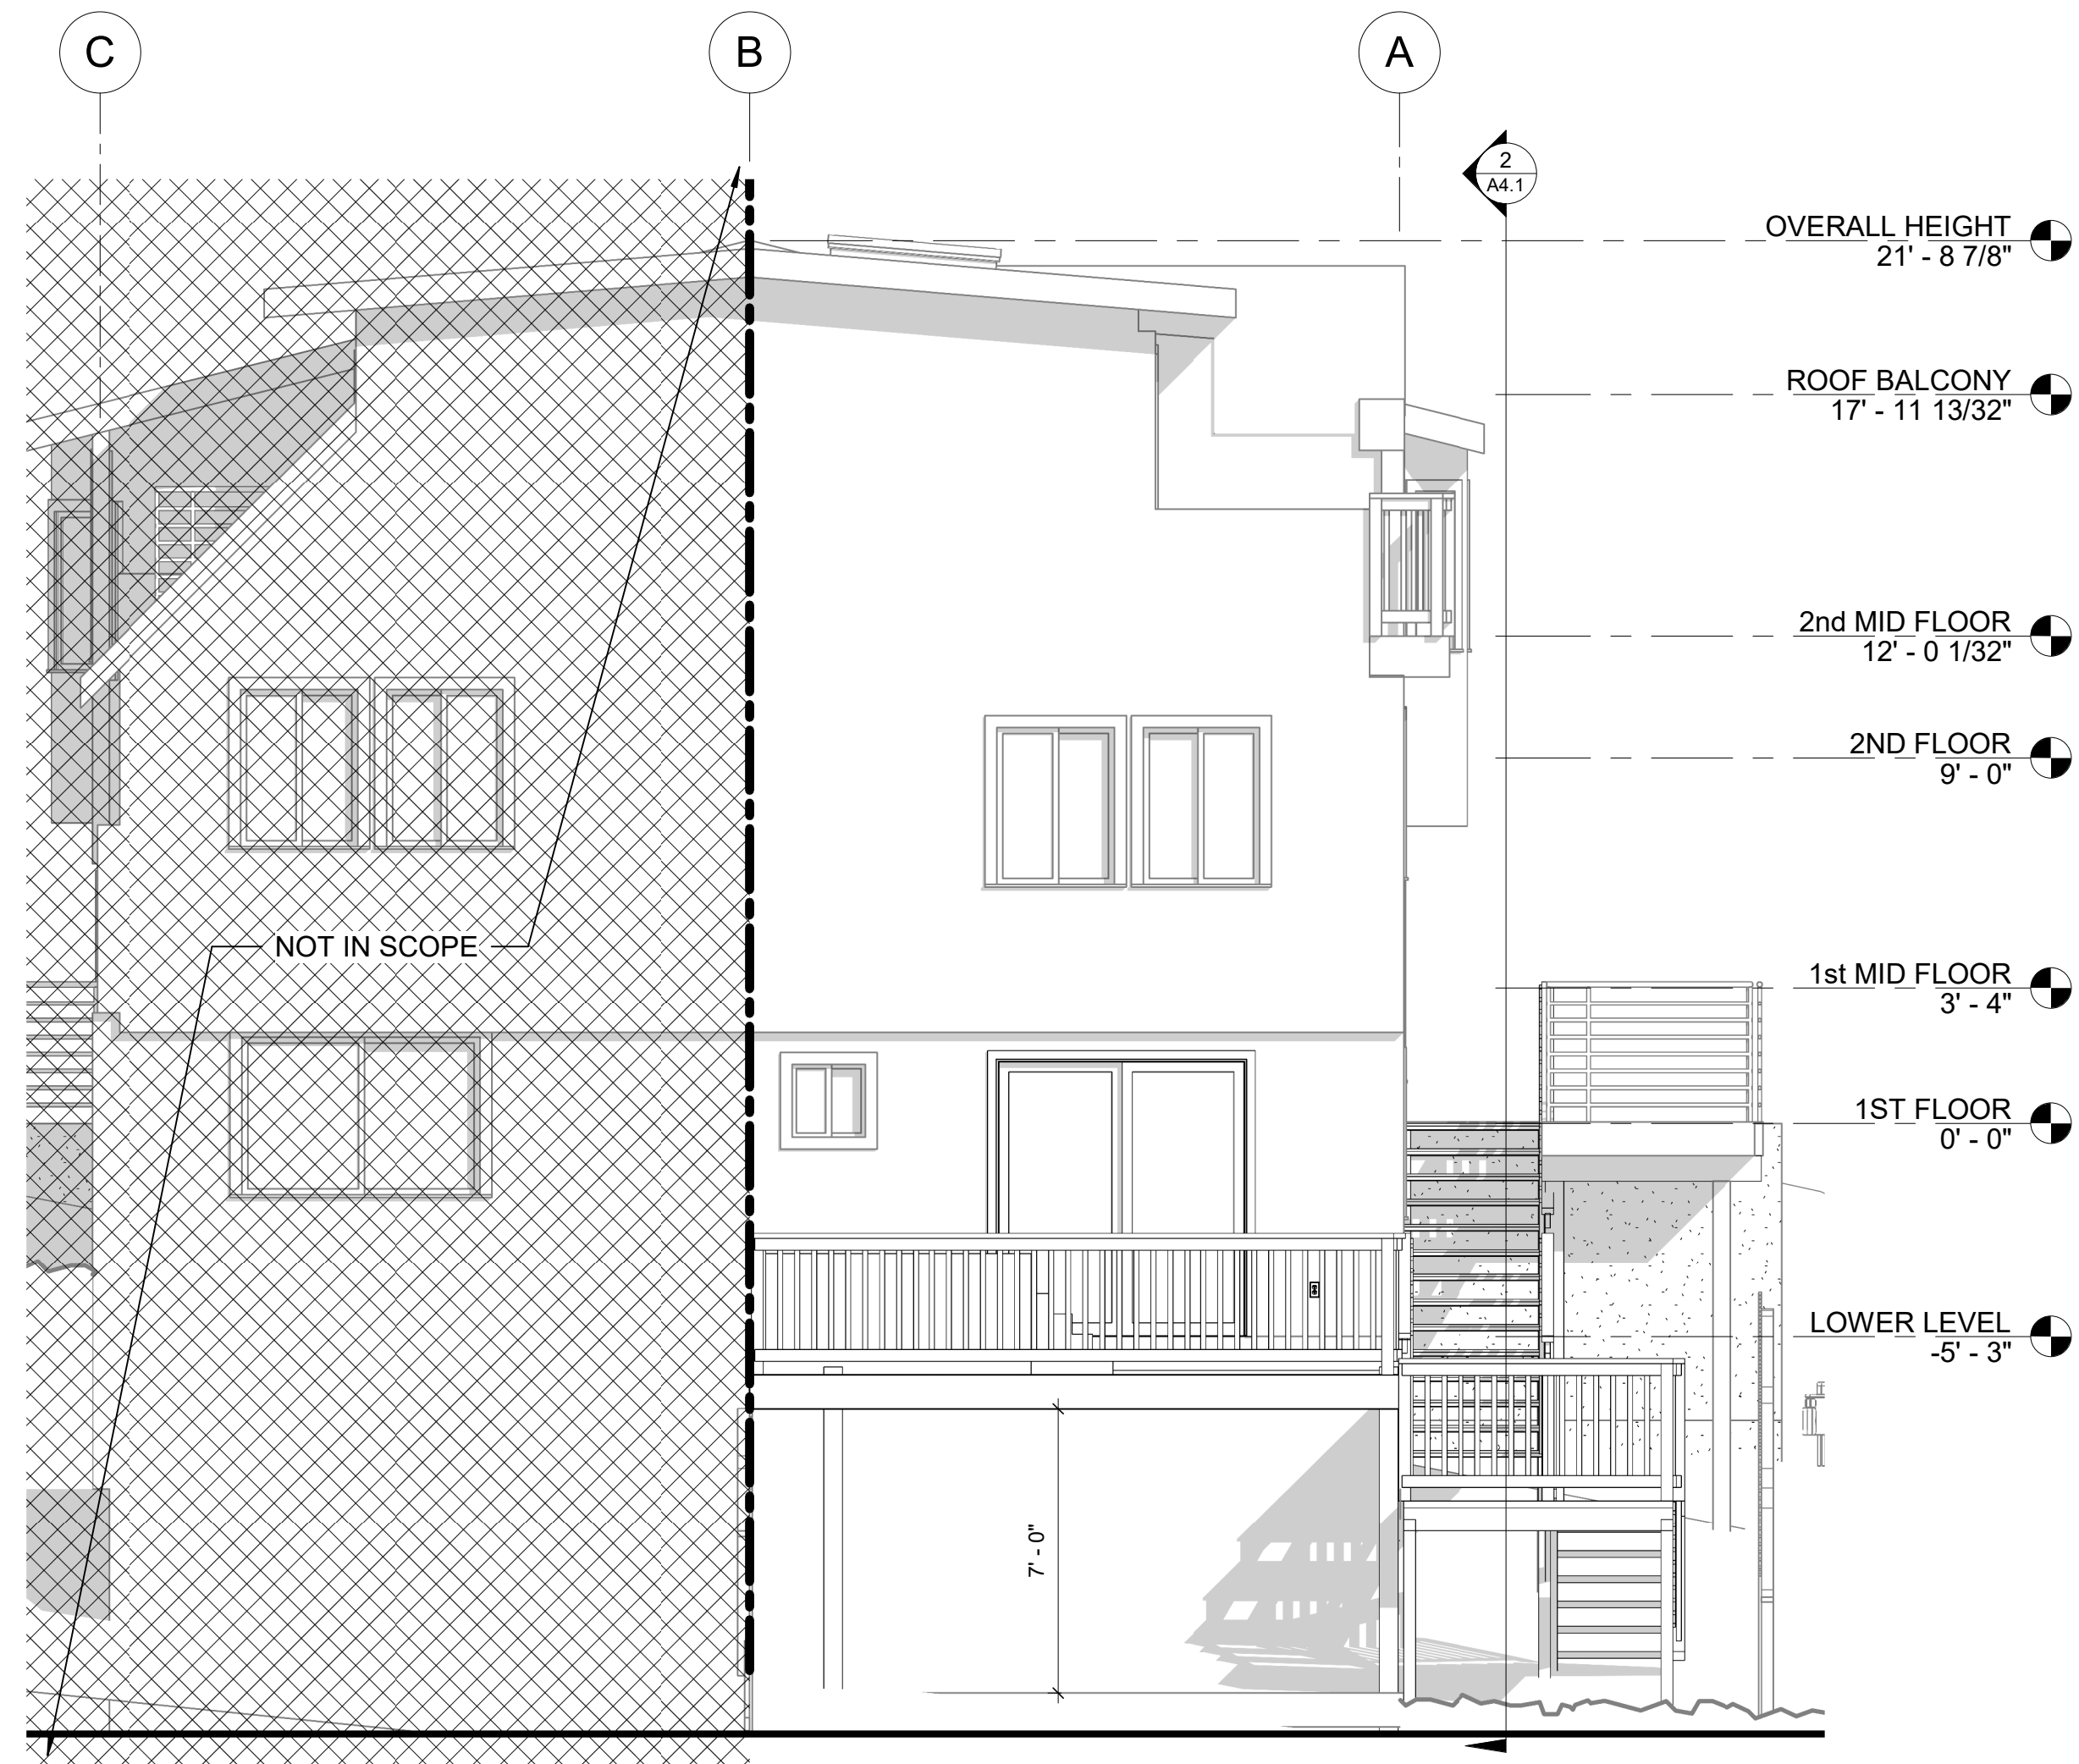 C
B
A
2
A4.1
OVERALL HEIGHT
21' - 8 7/8"
ROOF BALCONY
17' - 11 13/32"
2nd MID FLOOR
12' - 0 1/32"
2ND FLOOR
9' - 0"
NOT IN SCOPE
1st MID FLOOR
3' - 4"
1ST FLOOR
0' - 0"
LOWER LEVEL
-5' - 3"
7' - 0"